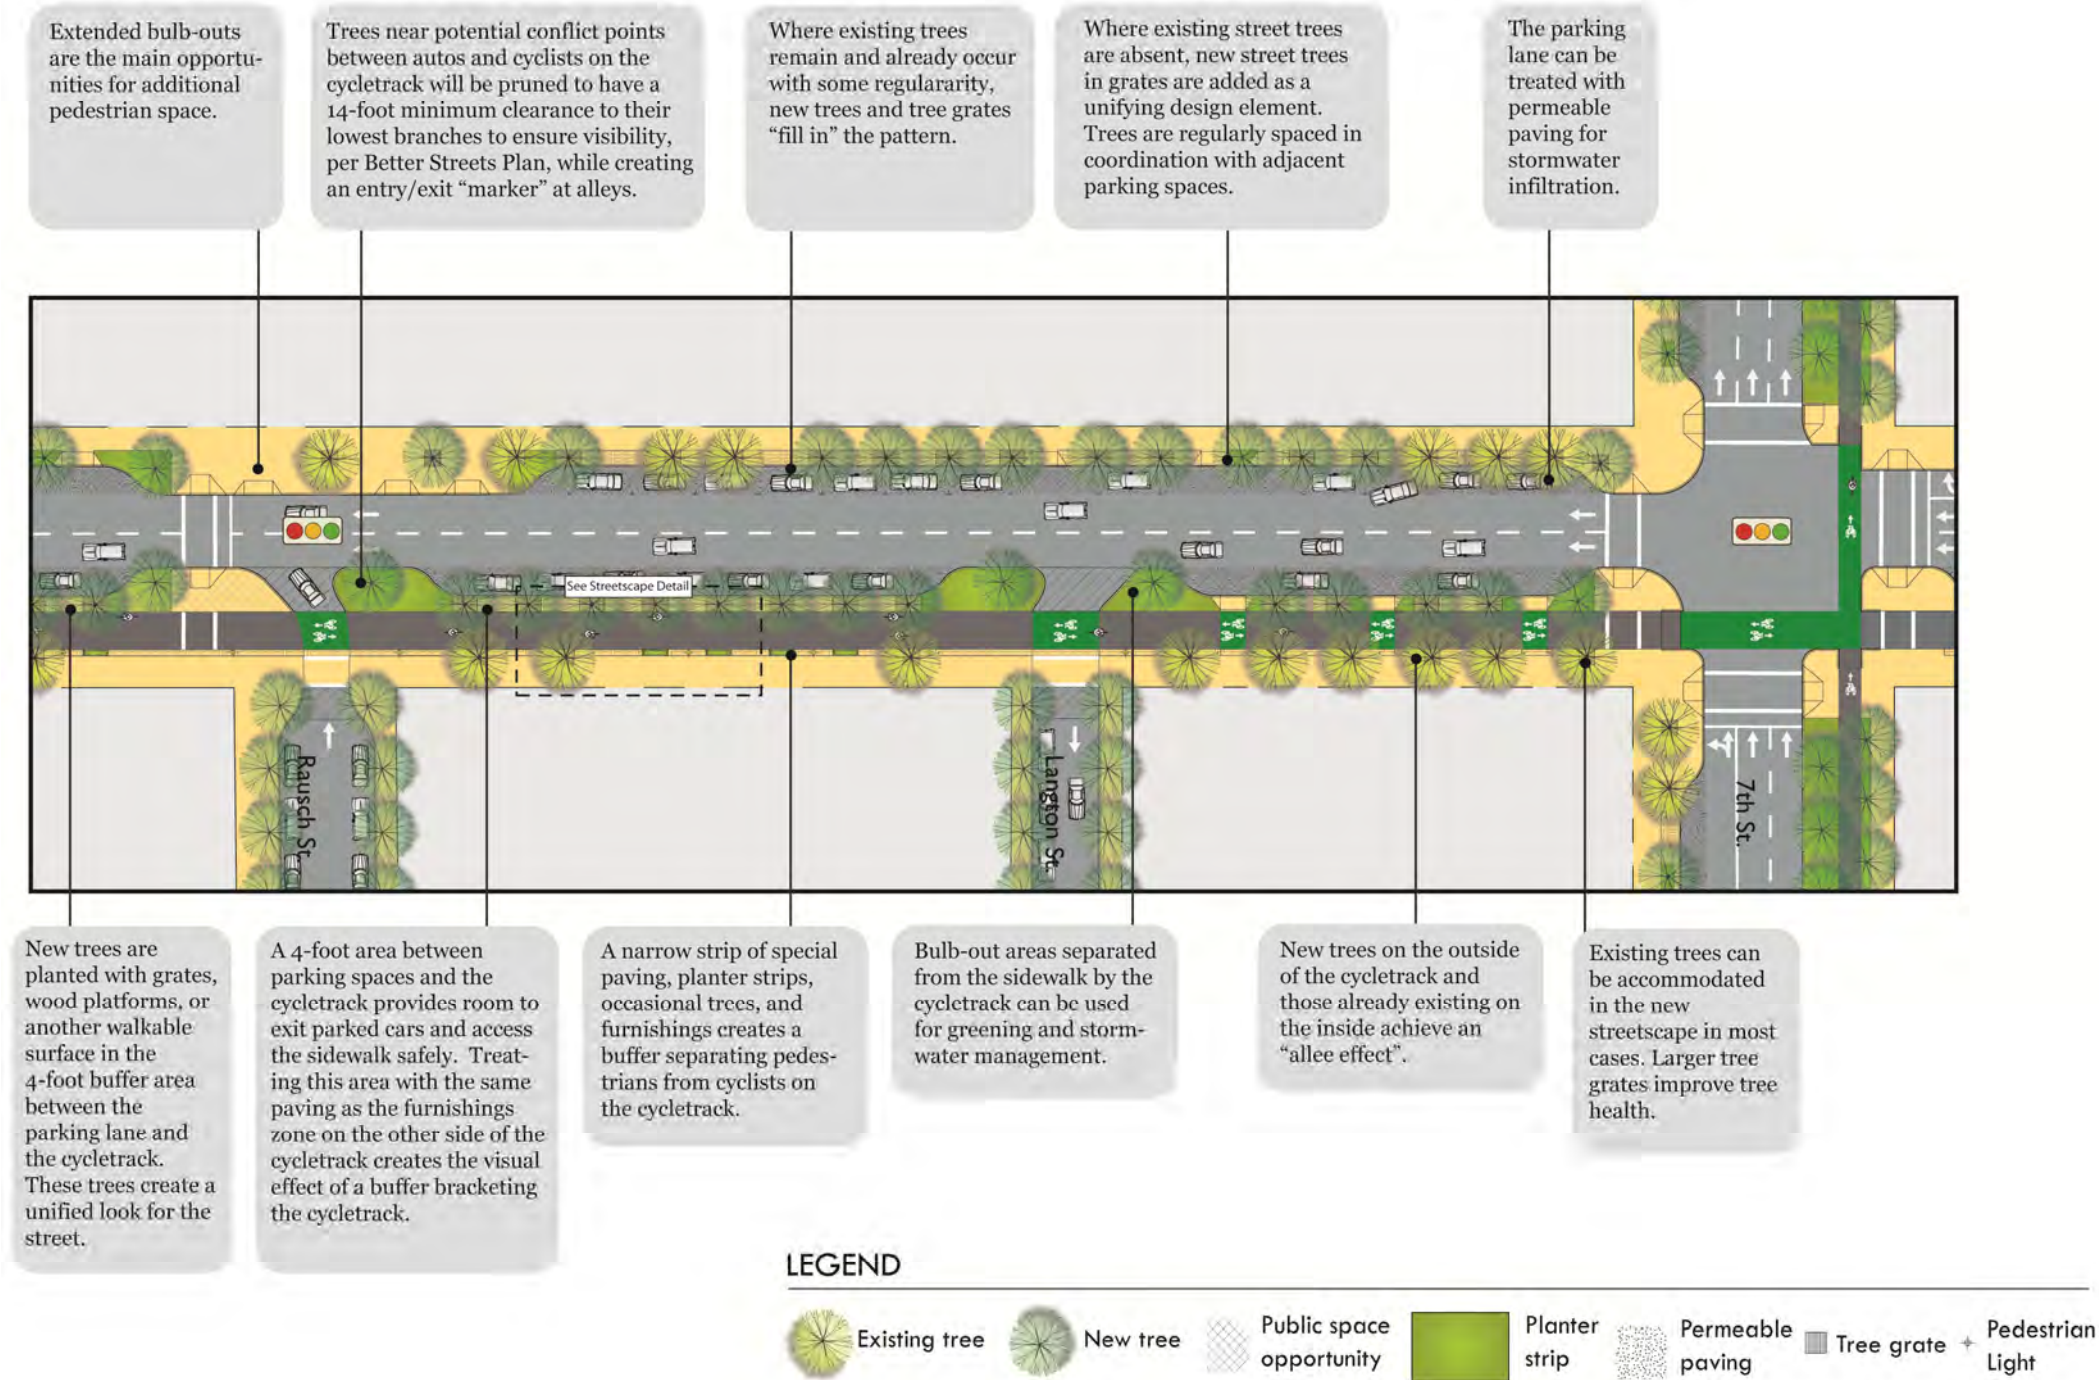 Extended bulb-outs
are the main opportu-
nities for additional
pedestrian space.
Trees near potential conflict points
between autos and cyclists on the
cycletrack will be pruned to have a
14-foot minimum clearance to their
lowest branches to ensure visibility,
per Better Streets Plan, while creating
an entry/exit “marker” at alleys.
Where existing trees
remain and already occur
with some regulararity,
new trees and tree grates
“fill in” the pattern.
Where existing street trees
are absent, new street trees
in grates are added as a
unifying design element.
Trees are regularly spaced in
coordination with adjacent
parking spaces.
The parking
lane can be
treated with
permeable
paving for
stormwater
infiltration.
See Streetscape Detail
Rausch St.
Langton St.
7th St.
New trees are
planted with grates,
wood platforms, or
another walkable
surface in the
4-foot buffer area
between the
parking lane and
the cycletrack.
These trees create a
unified look for the
street.
A 4-foot area between
parking spaces and the
cycletrack provides room to
exit parked cars and access
the sidewalk safely.  Treat-
ing this area with the same
paving as the furnishings
zone on the other side of the
cycletrack creates the visual
effect of a buffer bracketing
the cycletrack.
A narrow strip of special
paving, planter strips,
occasional trees, and
furnishings creates a
buffer separating pedes-
trians from cyclists on
the cycletrack.
Bulb-out areas separated
from the sidewalk by the
cycletrack can be used
for greening and storm-
water management.
New trees on the outside
of the cycletrack and
those already existing on
the inside achieve an
“allee effect”.
Existing trees can
be accommodated
in the new
streetscape in most
cases. Larger tree
grates improve tree
health.
LEGEND
Existing tree
New tree
Public space
opportunity
Planter
strip
Permeable
paving
Tree grate
Pedestrian
Light